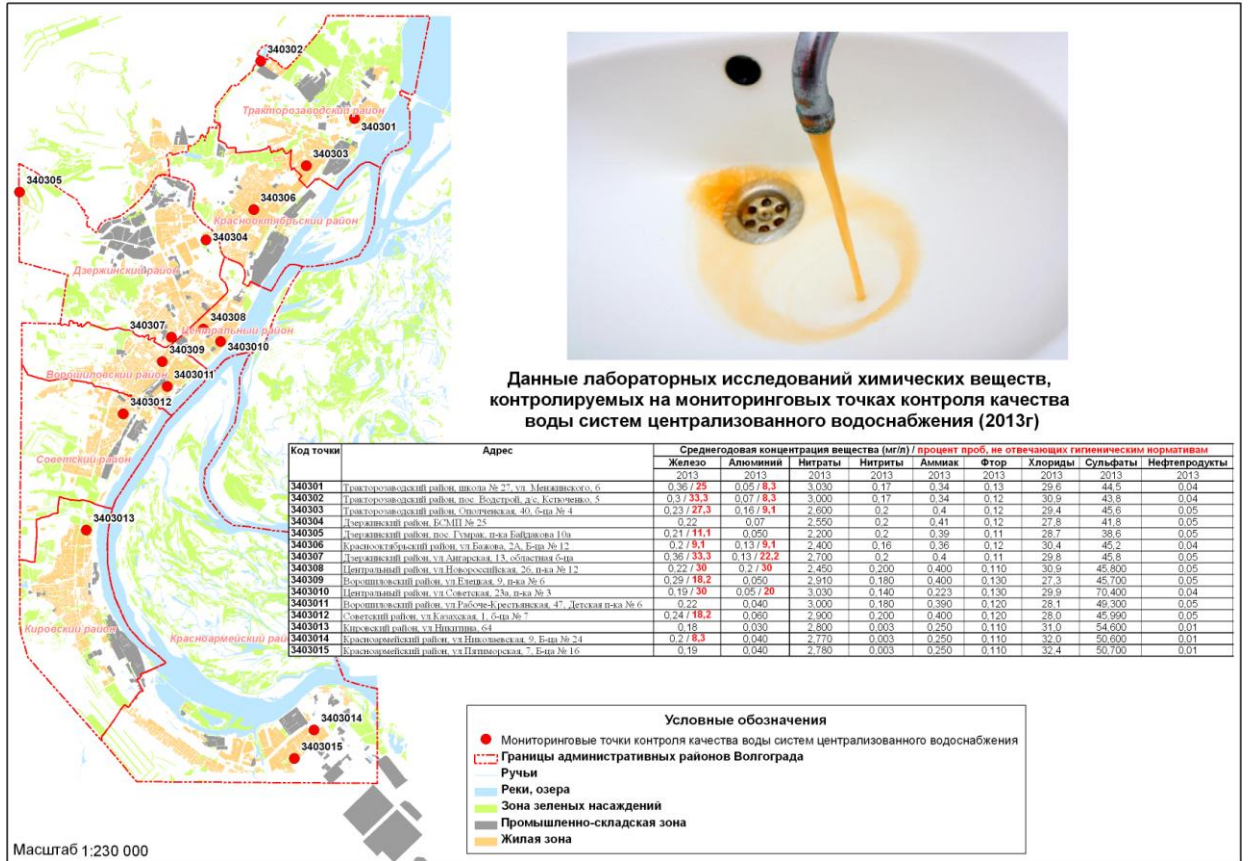 340302
Тракторозаводский район
340301
340303
340305
340306
Краснооктябрьский район
340304
Дзержинский район
340308
340307
Центральный район
3403010
340309
Ворошиловский район
3403011
3403012
Советский район
3403013
Кировский район
Красноармейский райо
3403014
3403015
Масштаб 1:230 000
Данные лабораторных исследований химических веществ,
контролируемых на мониторинговых точках контроля качества
воды систем централизованного водоснабжения (2013г)
Код точки Адрес Среднегодовая концентрация вещества (мг/л) / процент проб, не отвечающих гигиеническим нормативам
Железо Алюминий Нитраты Нитриты Аммиак Фтор Хлориды Сульфаты Нефтепродукты
2013 2013 2013 2013 2013 2013 2013 2013 2013
340301 Тракторозаводский район, школа № 27, ул. Менжинского, 6 0,36 / 25 0,05 / 8,3 3,030 0,17 0,34 0,13 29,6 44,5 0,04
340302 Тракторозаводский район, пос. Водстрой, д/с, Кстюченко, 5 0,3 / 33,3 0,07 / 8,3 3,000 0,17 0,34 0,12 30,9 43,8 0,04
340303 Тракторозаводский район, Ополченская, 40, б-ца № 4 0,23 / 27,3 0,16 / 9,1 2,600 0,2 0,4 0,12 29,4 45,6 0,05
340304 Дзержинский район, БСМП № 25 0,22 0,07 2,550 0,2 0,41 0,12 27,8 41,8 0,05
340305 Дзержинский район, пос. Гумрак, п-ка Байдакова 10а 0,21 / 11,1 0,050 2,200 0,2 0,39 0,11 28,7 38,6 0,05
340306 Краснооктябрьский район, ул.Бажова, 2А, Б-ца № 12 0,2 / 9,1 0,13 / 9,1 2,400 0,16 0,36 0,12 30,4 45,2 0,04
340307 Дзержинский район, ул.Ангарская, 13, областная б-ца 0,36 / 33,3 0,13 / 22,2 2,700 0,2 0,4 0,11 29,8 45,8 0,05
340308 Центральный район, ул.Новороссийская, 26, п-ка № 12 0,22 / 30 0,2 / 30 2,450 0,200 0,400 0,110 30,9 45,800 0,05
340309 Ворошиловский район, ул.Елецкая, 9, п-ка № 6 0,29 / 18,2 0,050 2,910 0,180 0,400 0,130 27,3 45,700 0,05
3403010 Центральный район, ул.Советская, 23а, п-ка № 3 0,19 / 30 0,05 / 20 3,030 0,140 0,223 0,130 29,9 70,400 0,04
3403011 Ворошиловский район, ул.Рабоче-Крестьянская, 47, Детская п-ка № 6 0,22 0,040 3,000 0,180 0,390 0,120 28,1 49,300 0,05
3403012 Советский район, ул.Казахская, 1, б-ца № 7 0,24 / 18,2 0,060 2,900 0,200 0,400 0,120 28,0 45,990 0,05
3403013 Кировский район, ул.Никитина, 64 0,18 0,030 2,800 0,003 0,250 0,110 31,0 54,600 0,01
3403014 Красноармейский район, ул.Николаевская, 9, Б-ца № 24 0,2 / 8,3 0,040 2,770 0,003 0,250 0,110 32,0 50,600 0,01
3403015 Красноармейский район, ул.Пятиморская, 7, Б-ца № 16 0,19 0,040 2,780 0,003 0,250 0,110 32,4 50,700 0,01
Условные обозначения
Мониторинговые точки контроля качества воды систем централизованного водоснабжения
Границы административных районов Волгограда
Ручьи
Реки, озера
Зона зеленых насаждений
Промышленно-складская зона
Жилая зона